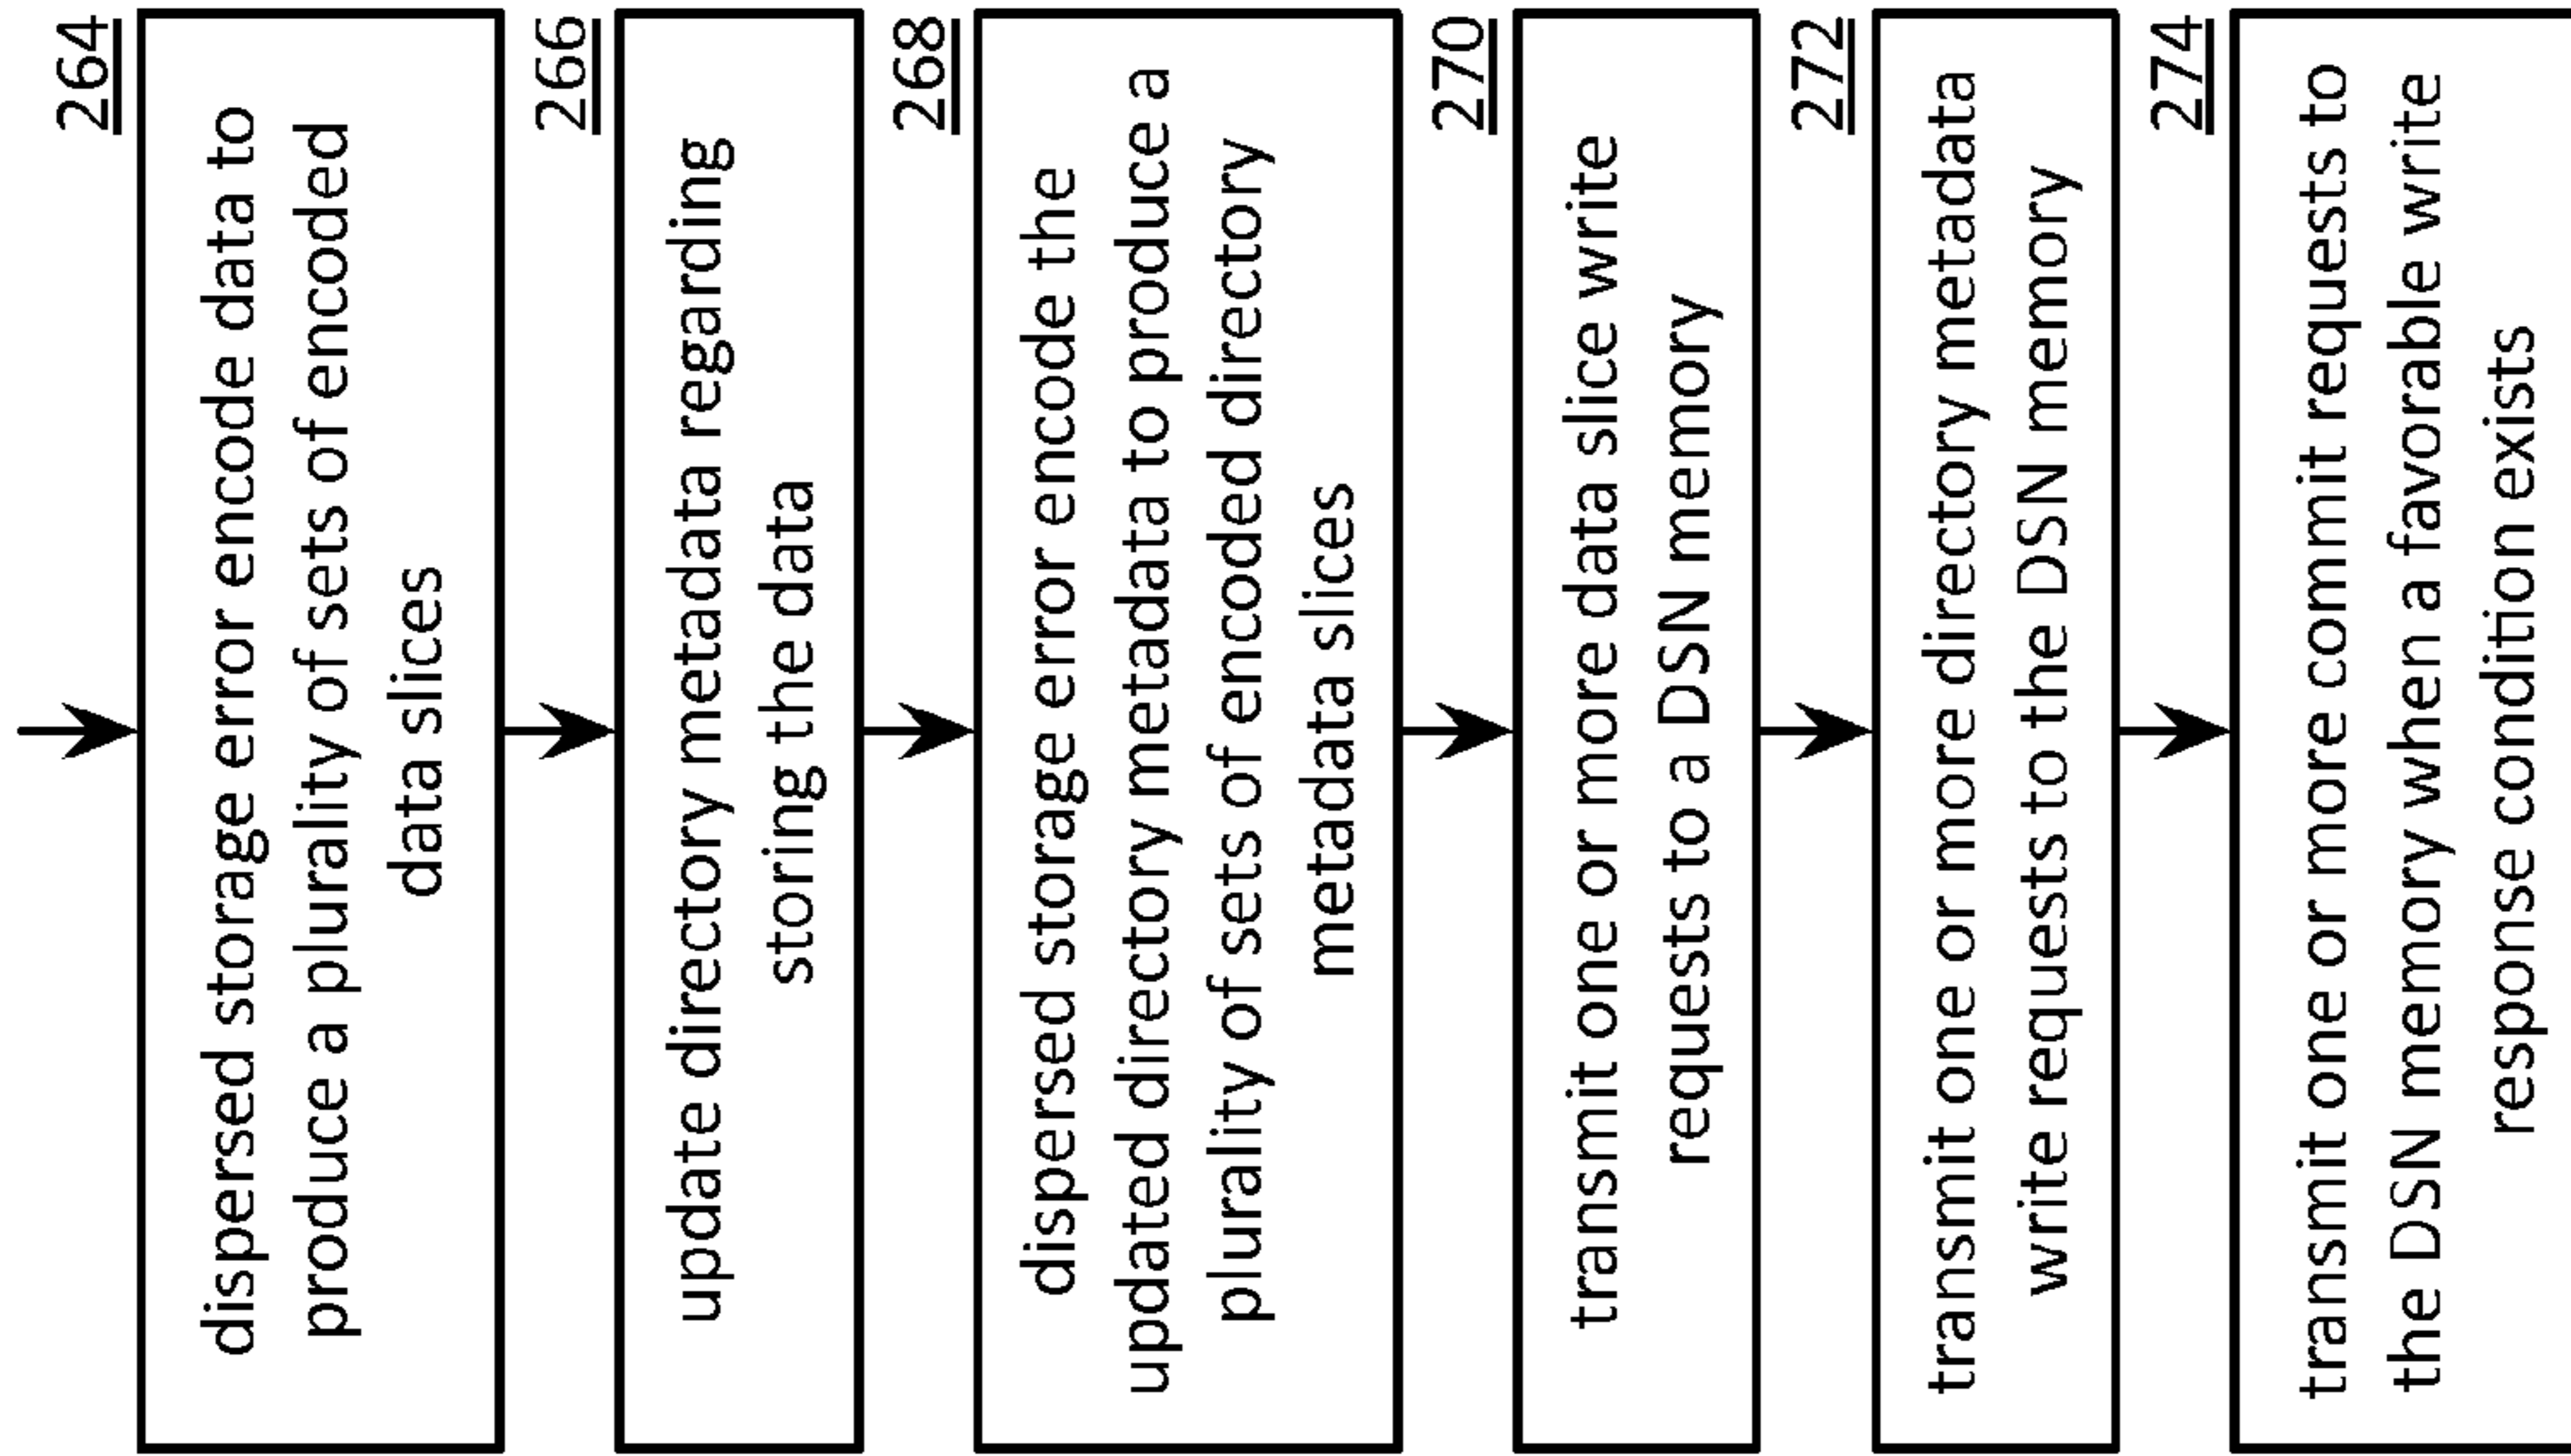 264
dispersed storage error encode data to
produce a plurality of sets of encoded
data slices
266
update directory metadata regarding
storing the data
268
dispersed storage error encode the
updated directory metadata to produce a
plurality of sets of encoded directory
metadata slices
270
transmit one or more data slice write
requests to a DSN memory
272
transmit one or more directory metadata
write requests to the DSN memory
274
transmit one or more commit requests to
the DSN memory when a favorable write
response condition exists